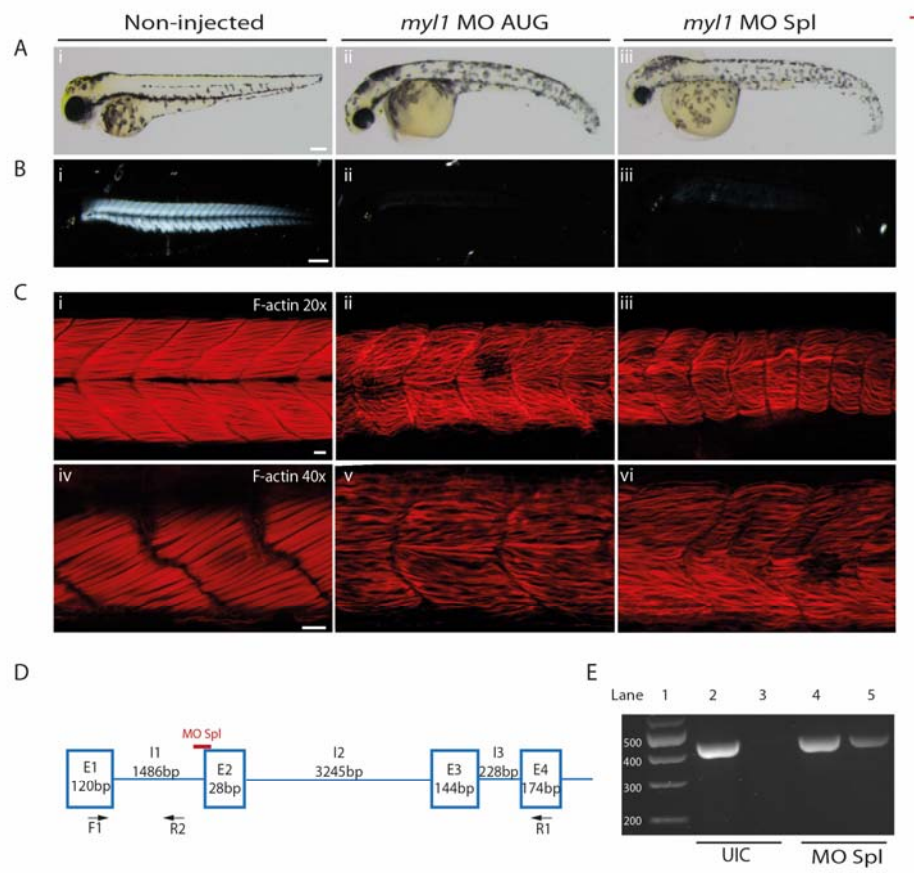 Non-injected
myl1 MO AUG
myl1 MO Spl
A
i
ii
iii
B
i
ii
iii
C
i
F-actin 20x
ii
iii
iv
F-actin 40x
v
vi
D
MO Spl
E1
120bp
I1
1486bp
E2
28bp
I2
3245bp
E3
144bp
I3
228bp
E4
174bp
F1
R2
R1
E
Lane 1 2 3 4 5
500
400
300
200
UIC
MO Spl